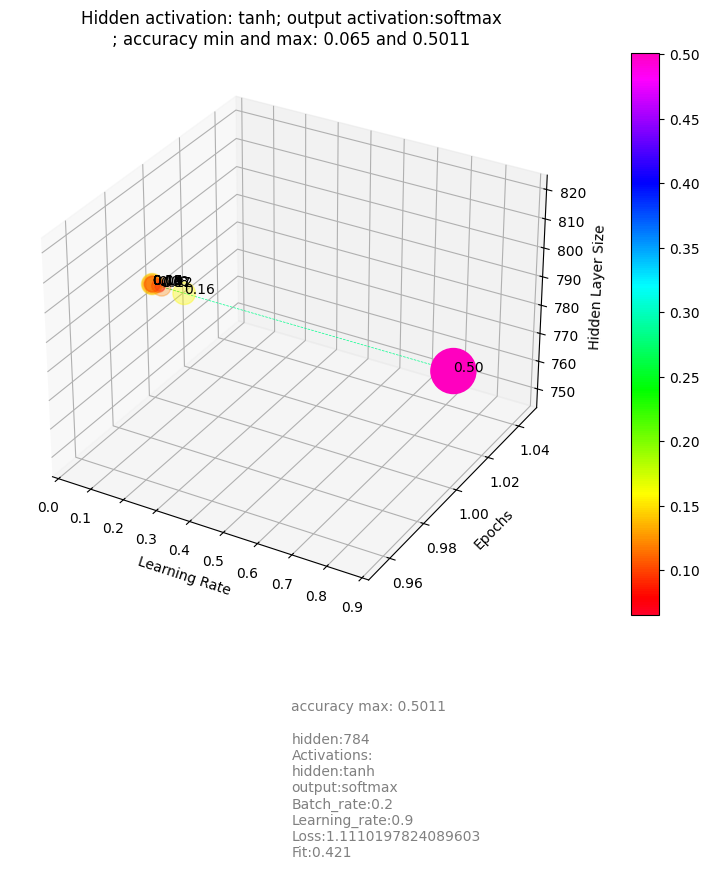 Hidden activation: tanh; output activation:softmax
; accuracy min and max: 0.065 and 0.5011
0.50
0.45
0.40
0.35
0.30
0.25
0.20
0.15
0.10
820
810
800
790
780
770
760
750
Hidden Layer Size
0.16
0.50
1.04
1.02
1.00
0.98
0.96
Epochs
0.0
0.1
0.2
0.3
0.4
0.5
0.6
0.7
0.8
0.9
Learning Rate
accuracy max: 0.5011
hidden:784
Activations:
hidden:tanh
output:softmax
Batch_rate:0.2
Learning_rate:0.9
Loss:1.1110197824089603
Fit:0.421